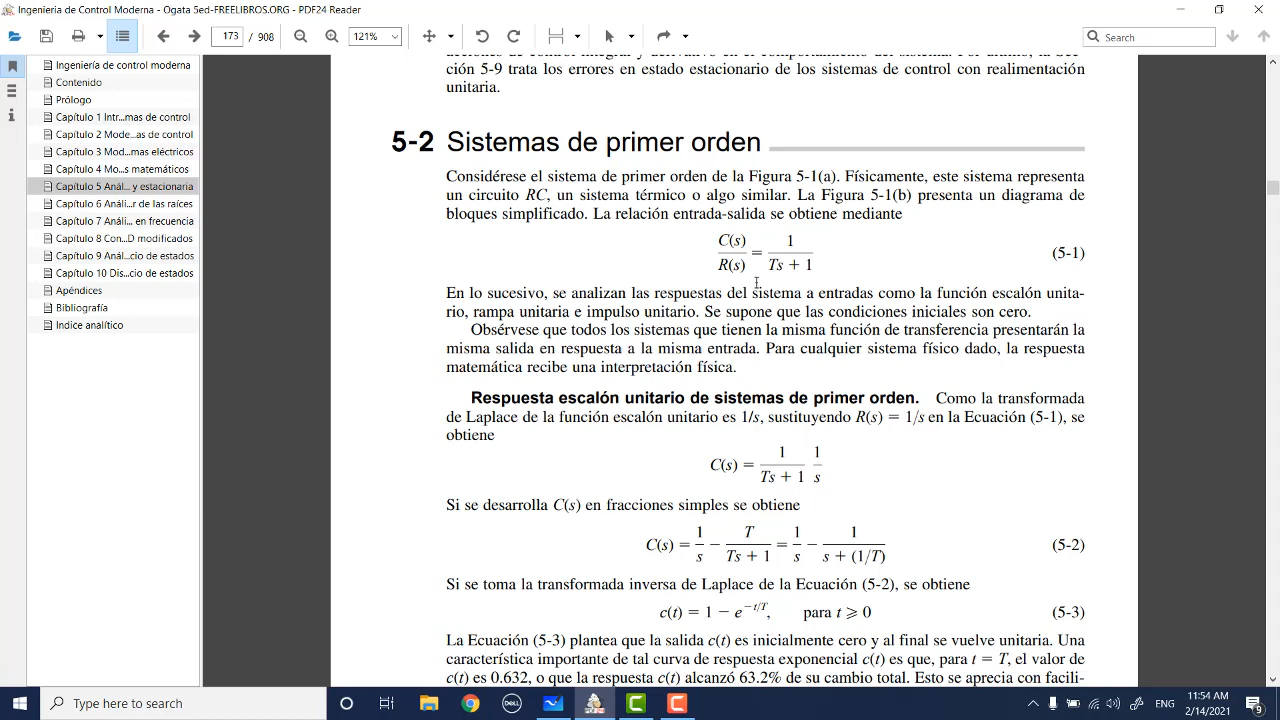 Ingenieria de Control Moderna - Ogata 5ed-FREELIBROS.ORG - PDF24 Reader
173 / 908
121%
Search
Ingeniería de control moderna
Contenido
Prólogo
Capítulo 1 Intr...mas de control
Capítulo 2 Mode...as de control
Capítulo 3 Mod...mas eléctricos
Capítulo 4 Mo...s matemáticos
Capítulo 5 Anál... y estacionaria
Capítulo 6 Anál...r de las raíces
Capítulo 7 Análi... en frecuencia
Capítulo 8 Con...D modificados
Capítulo 9 Anál...cio de estados
Capítulo 10 Dis...cio de estados
Apéndices
Bibliografía
Indice analítico
ción 5-9 trata los errores en estado estacionario de los sistemas de control con realimentación
unitaria.
5-2 Sistemas de primer orden
Considérese el sistema de primer orden de la Figura 5-1(a). Físicamente, este sistema representa
un circuito RC, un sistema térmico o algo similar. La Figura 5-1(b) presenta un diagrama de
bloques simplificado. La relación entrada-salida se obtiene mediante
C(s)/R(s) = 1/(Ts + 1) (5-1)
En lo sucesivo, se analizan las respuestas del sistema a entradas como la función escalón unita-
rio, rampa unitaria e impulso unitario. Se supone que las condiciones iniciales son cero.
Obsérvese que todos los sistemas que tienen la misma función de transferencia presentarán la
misma salida en respuesta a la misma entrada. Para cualquier sistema físico dado, la respuesta
matemática recibe una interpretación física.
Respuesta escalón unitario de sistemas de primer orden. Como la transformada
de Laplace de la función escalón unitario es 1/s, sustituyendo R(s) = 1/s en la Ecuación (5-1), se
obtiene
C(s) = 1/(Ts + 1) 1/s
Si se desarrolla C(s) en fracciones simples se obtiene
C(s) = 1/s − T/(Ts + 1) = 1/s − 1/(s + (1/T)) (5-2)
Si se toma la transformada inversa de Laplace de la Ecuación (5-2), se obtiene
c(t) = 1 − e^(−t/T), para t ⩾ 0 (5-3)
La Ecuación (5-3) plantea que la salida c(t) es inicialmente cero y al final se vuelve unitaria. Una
característica importante de tal curva de respuesta exponencial c(t) es que, para t = T, el valor de
c(t) es 0.632, o que la respuesta c(t) alcanzó 63.2% de su cambio total. Esto se aprecia con facili-
Type here to search
DELL
ENG
11:54 AM
2/14/2021